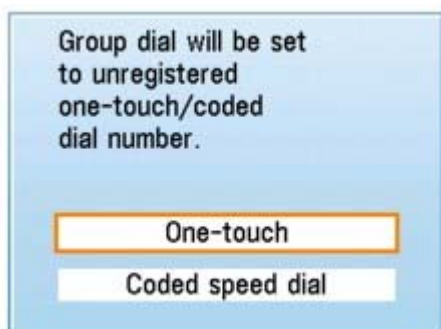 Group dial will be set
to unregistered
one-touch/coded
dial number.
One-touch
Coded speed dial